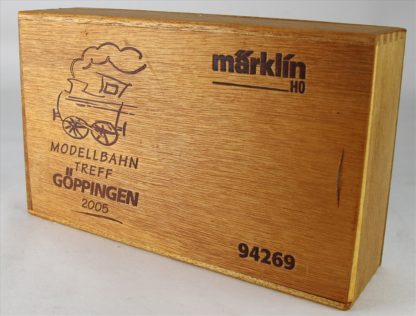 märklin
H0
MODELLBAHN
TREFF
GÖPPINGEN
2005
94269